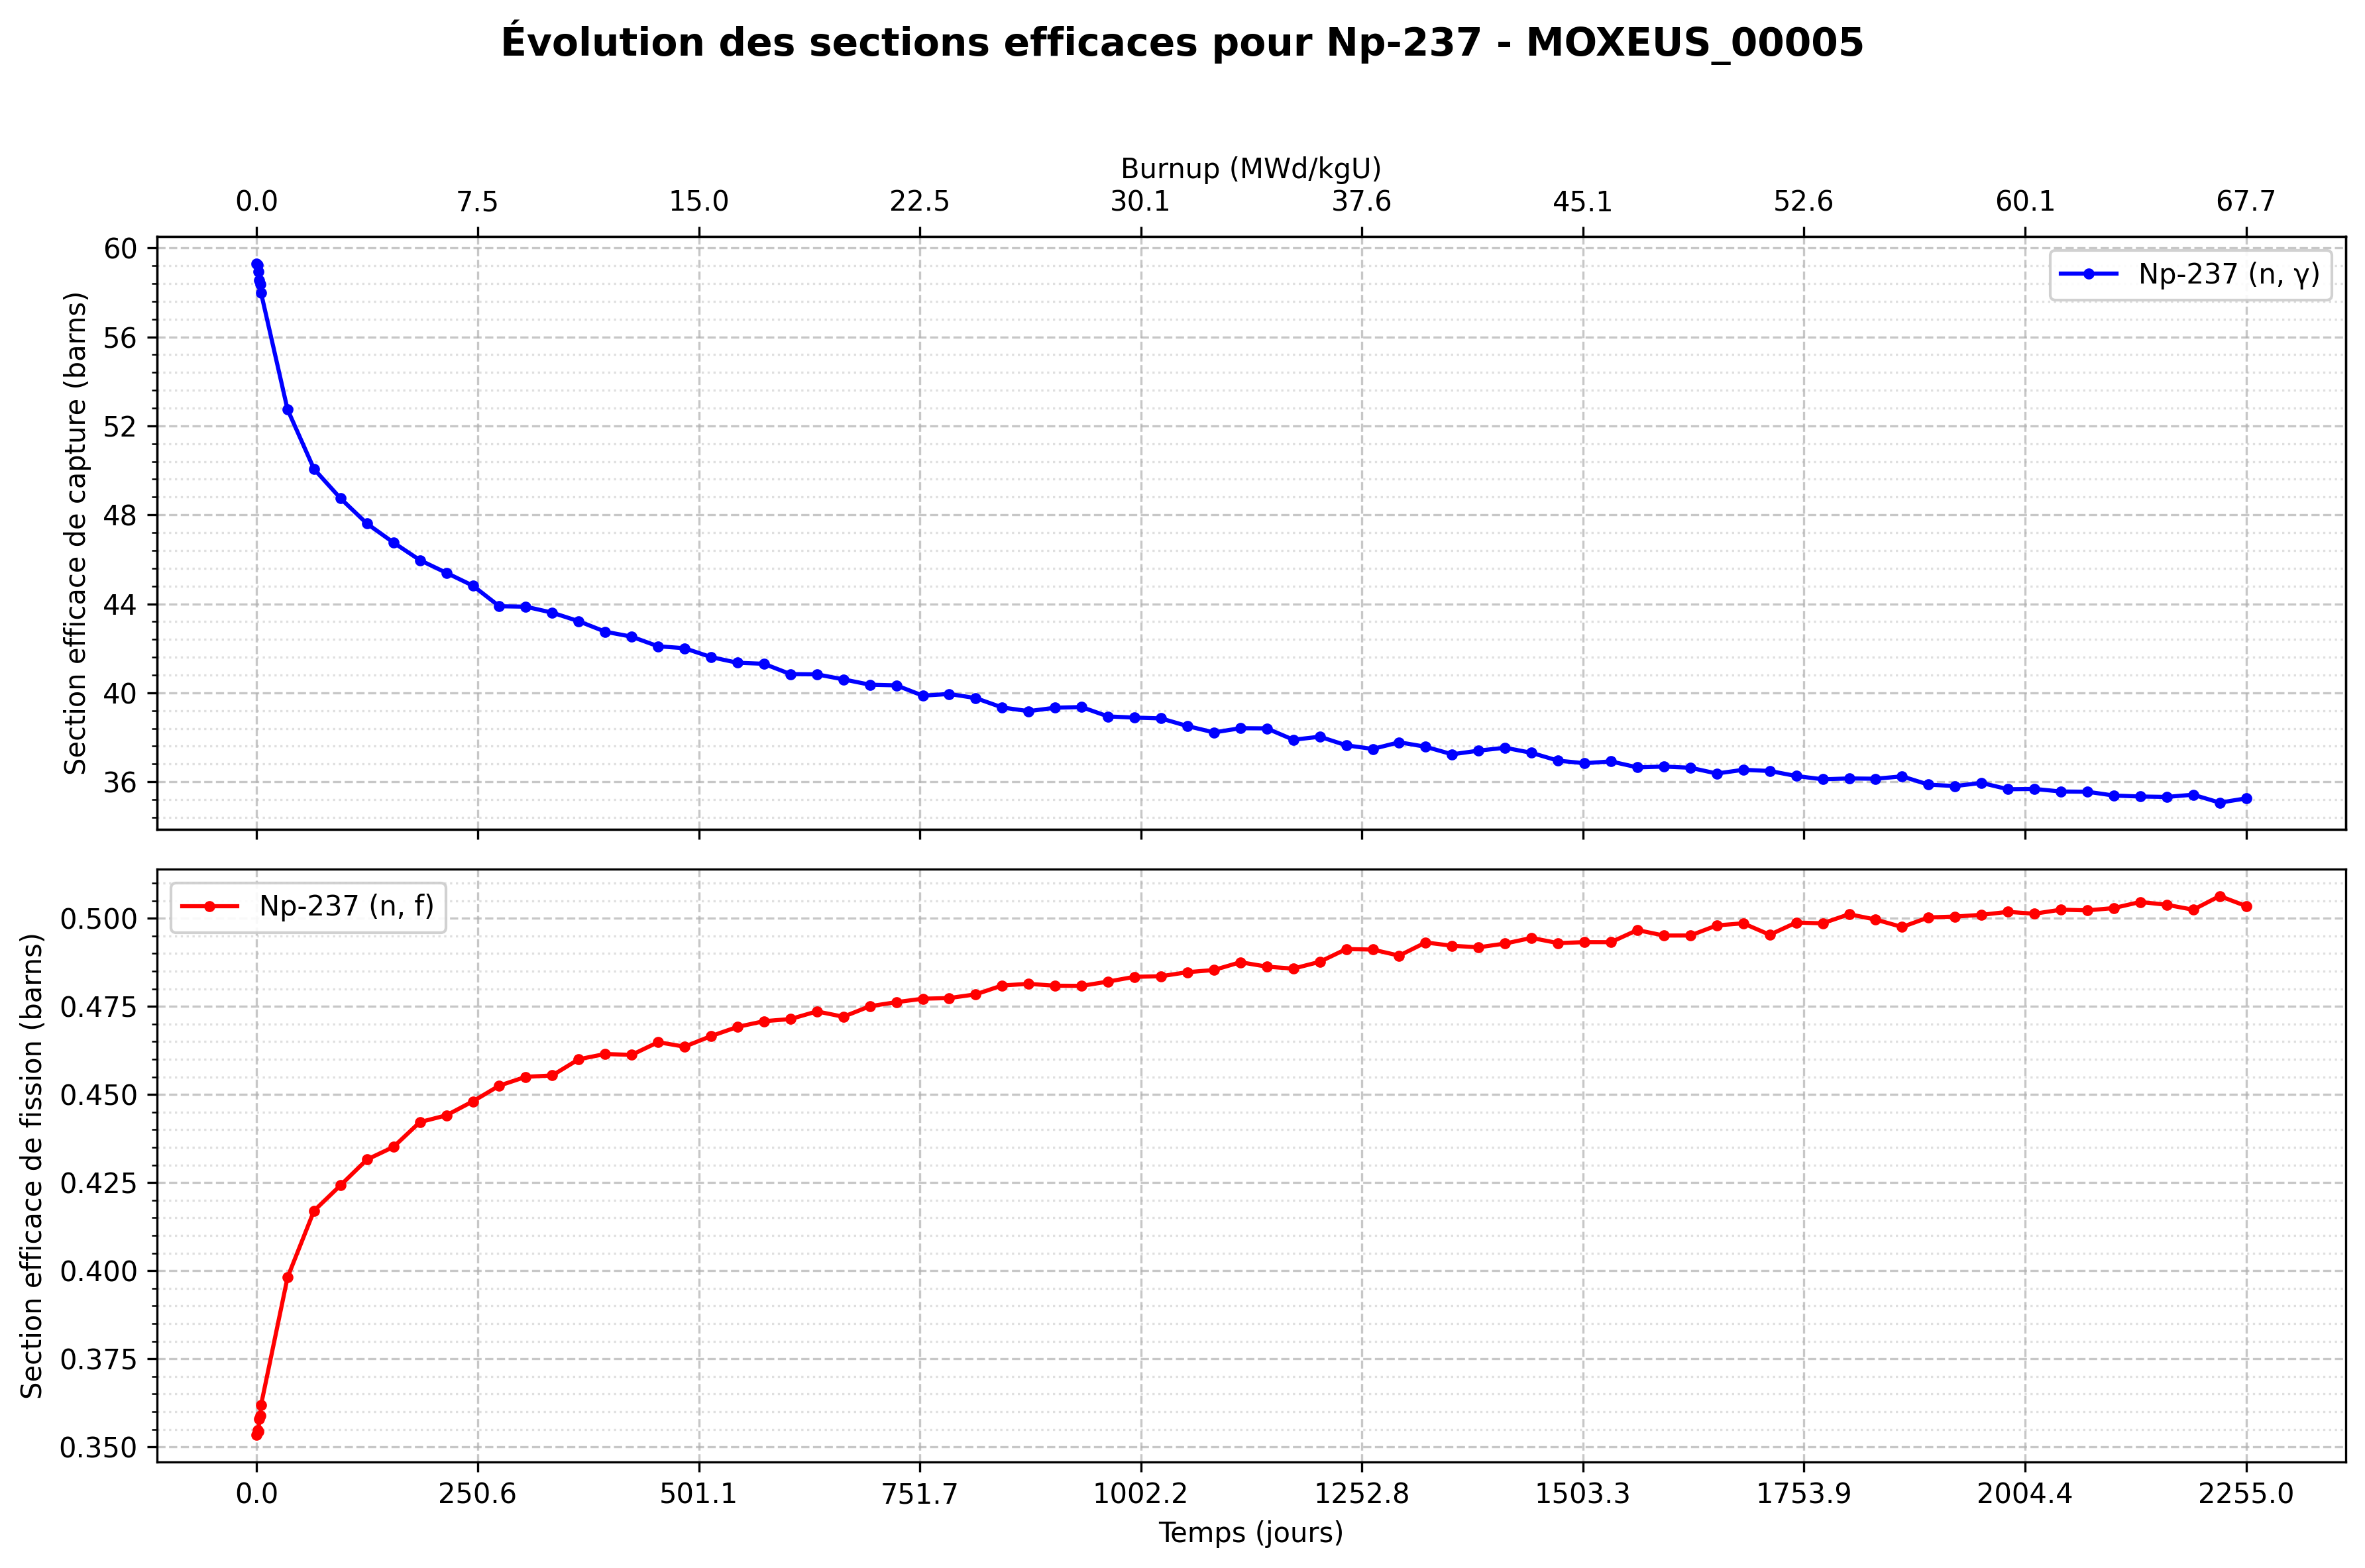 Évolution des sections efficaces pour Np-237 - MOXEUS_00005
Burnup (MWd/kgU)
0.0 7.5 15.0 22.5 30.1 37.6 45.1 52.6 60.1 67.7
Section efficace de capture (barns)
60
56
52
48
44
40
36
Np-237 (n, γ)
Section efficace de fission (barns)
0.500
0.475
0.450
0.425
0.400
0.375
0.350
Np-237 (n, f)
0.0 250.6 501.1 751.7 1002.2 1252.8 1503.3 1753.9 2004.4 2255.0
Temps (jours)